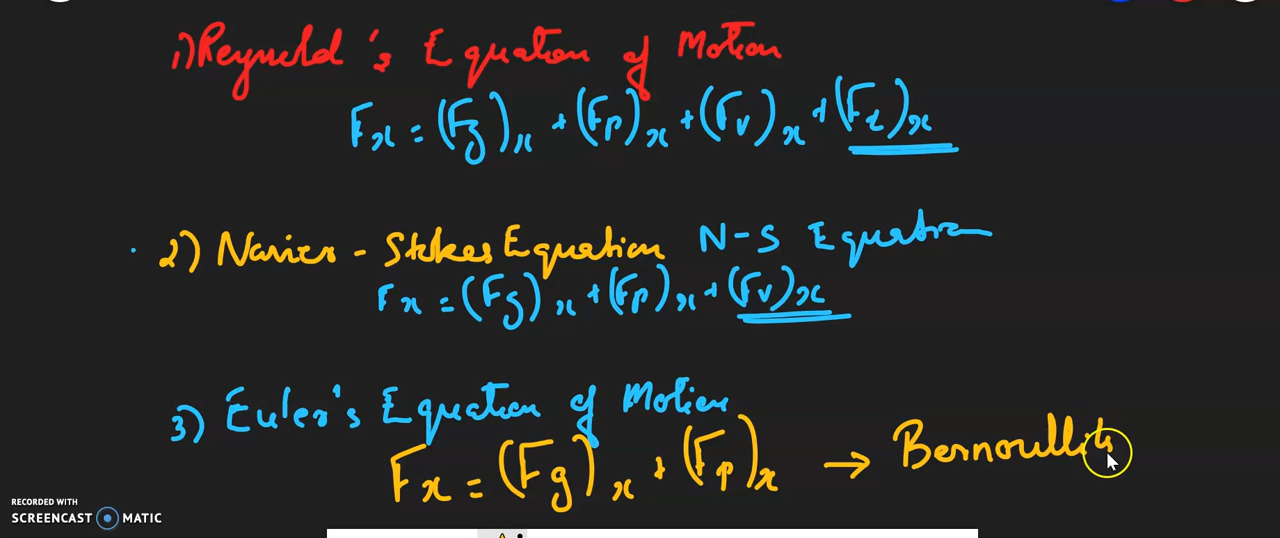 1) Reynold's Equation of Motion
Fx = (Fg)x + (Fp)x + (Fv)x + (Ft)x
2) Navier - Stokes Equation N-S Equation
Fx = (Fg)x + (Fp)x + (Fv)x
3) Euler's Equation of Motion
Fx = (Fg)x + (Fp)x → Bernoulli's
RECORDED WITH
SCREENCAST MATIC